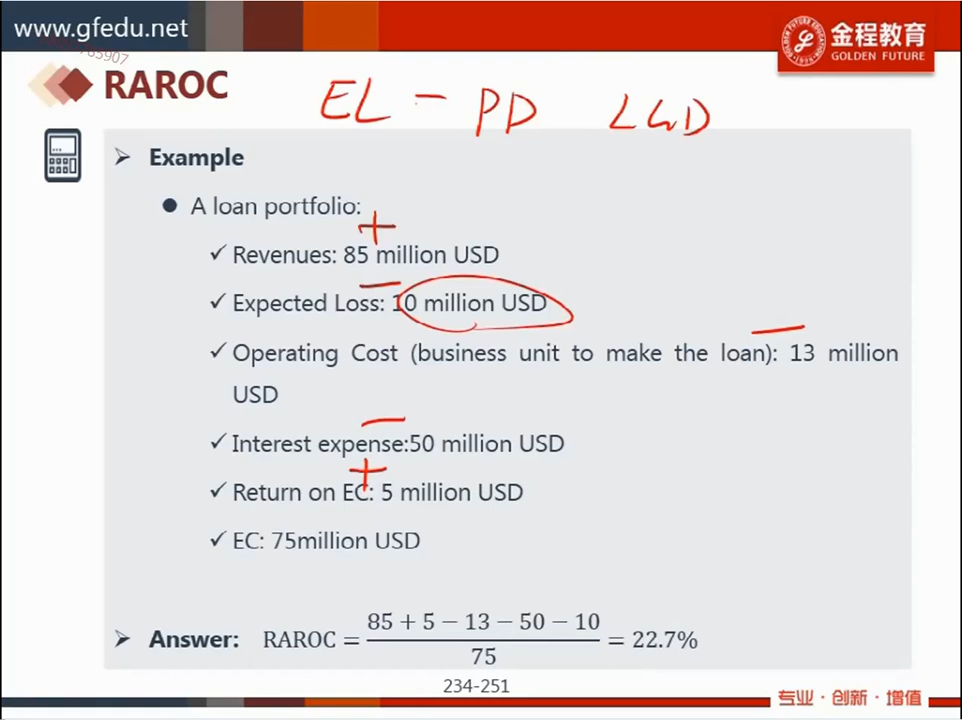 www.gfedu.net
金程教育
GOLDEN FUTURE
RAROC
EL - PD LGD
➢ Example
● A loan portfolio:
+
✓ Revenues: 85 million USD
✓ Expected Loss: 10 million USD
✓ Operating Cost (business unit to make the loan): 13 million
USD
✓ Interest expense:50 million USD
+
✓ Return on EC: 5 million USD
✓ EC: 75million USD
➢ Answer: RAROC = (85 + 5 − 13 − 50 − 10) / 75 = 22.7%
234-251
专业·创新·增值